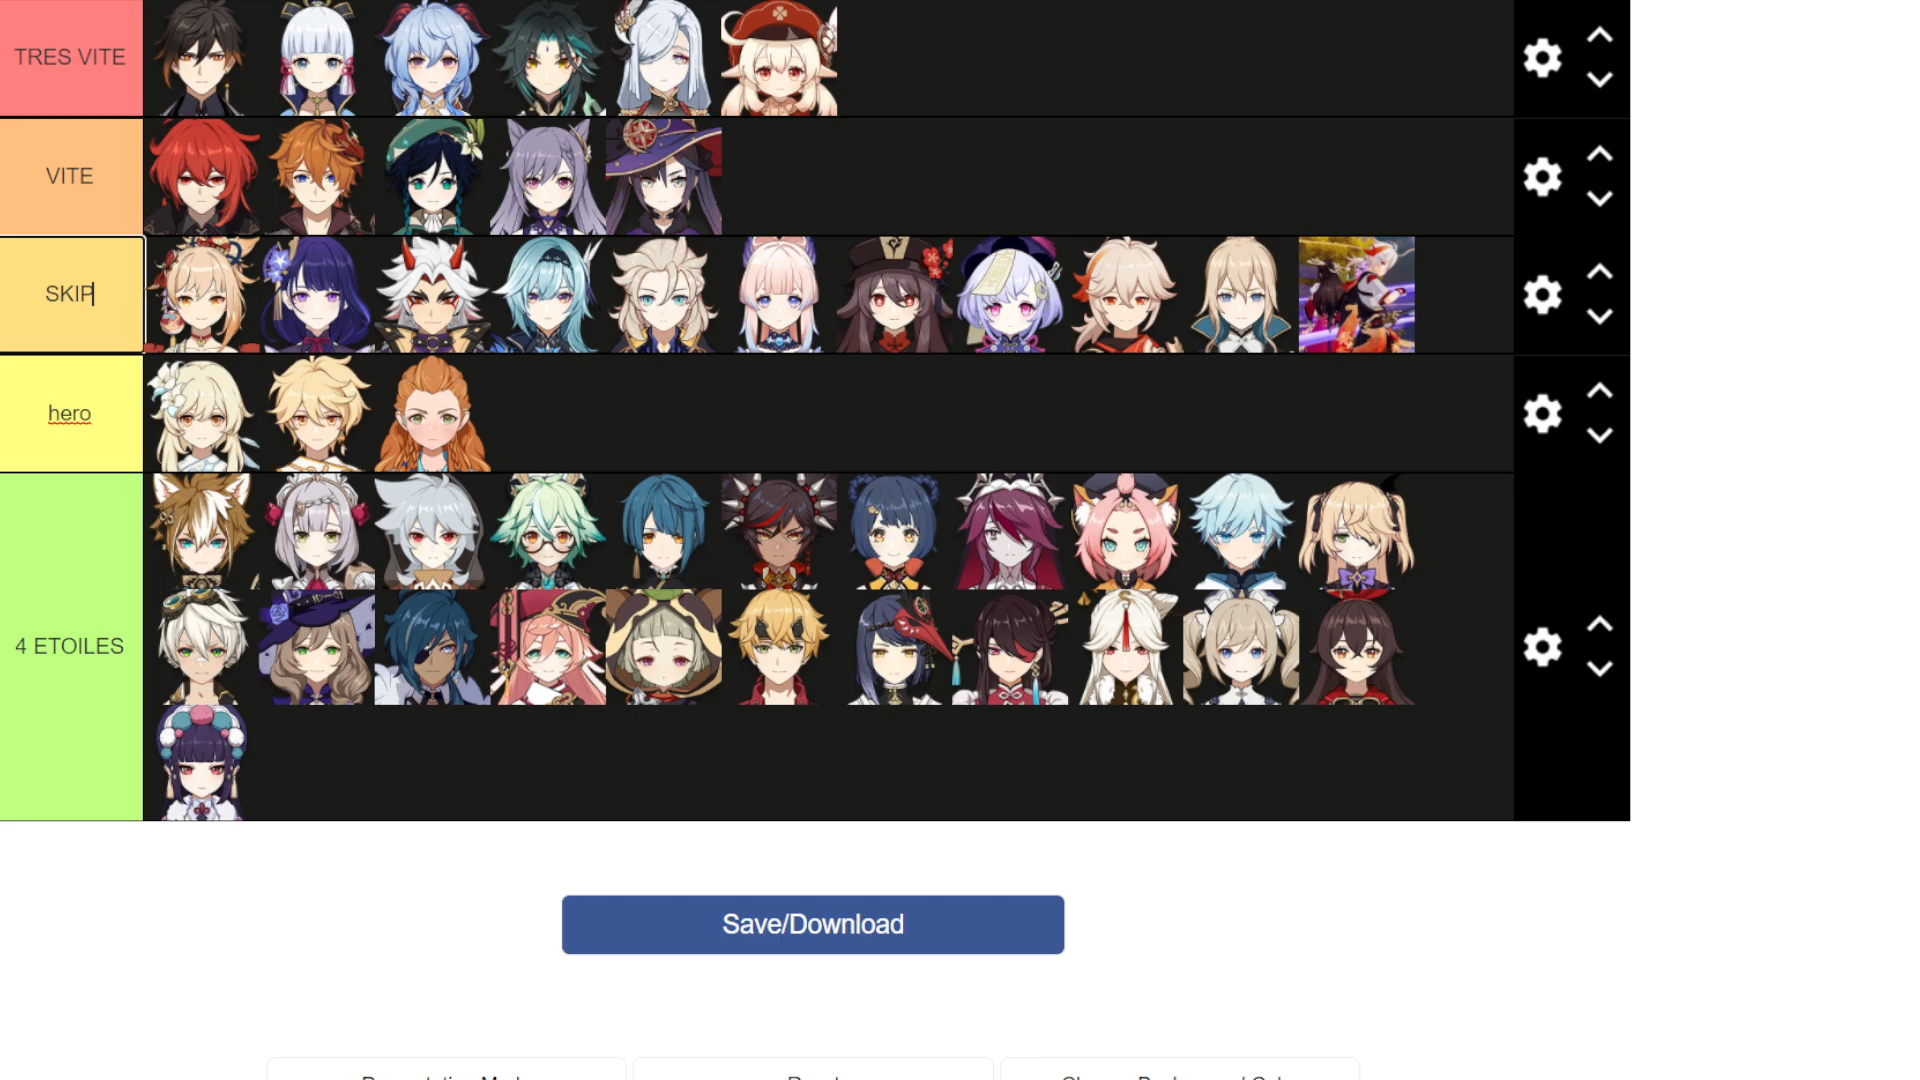 TRES VITE
VITE
SKIP
hero
4 ETOILES
Save/Download